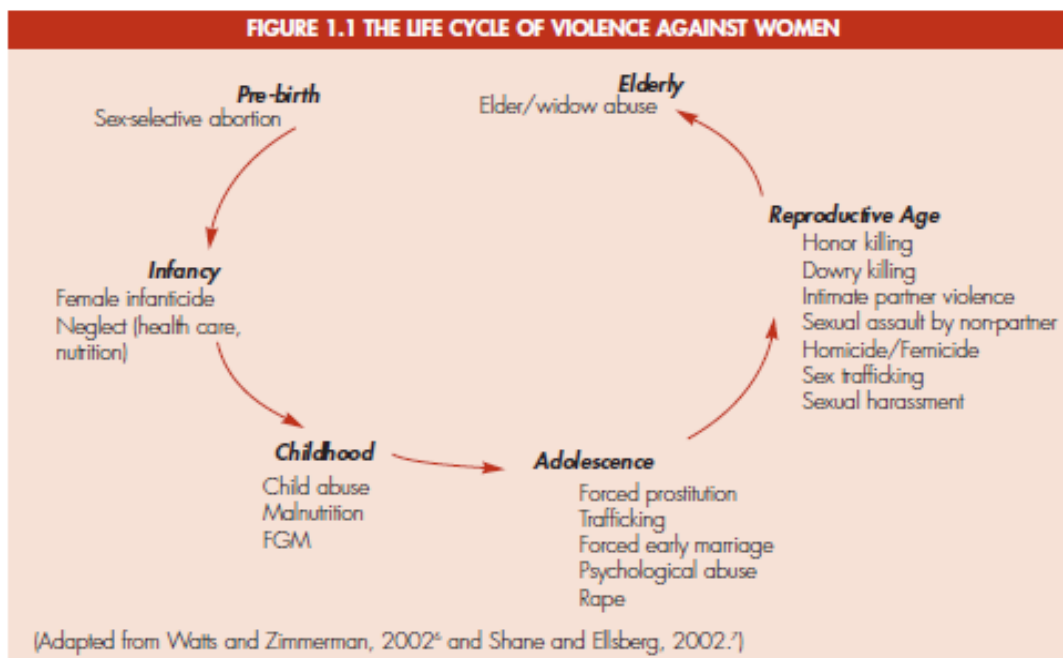 FIGURE 1.1 THE LIFE CYCLE OF VIOLENCE AGAINST WOMEN
Pre-birth
Sex-selective abortion
Infancy
Female infanticide
Neglect (health care,
nutrition)
Childhood
Child abuse
Malnutrition
FGM
Adolescence
Forced prostitution
Trafficking
Forced early marriage
Psychological abuse
Rape
Reproductive Age
Honor killing
Dowry killing
Intimate partner violence
Sexual assault by non-partner
Homicide/Femicide
Sex trafficking
Sexual harassment
Elderly
Elder/widow abuse
(Adapted from Watts and Zimmerman, 2002⁶ and Shane and Ellsberg, 2002.⁷)